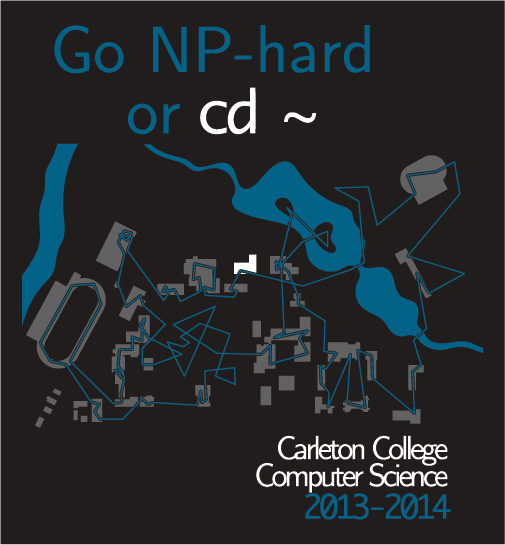 Go NP-hard
or cd ~
Carleton College
Computer Science
2013-2014